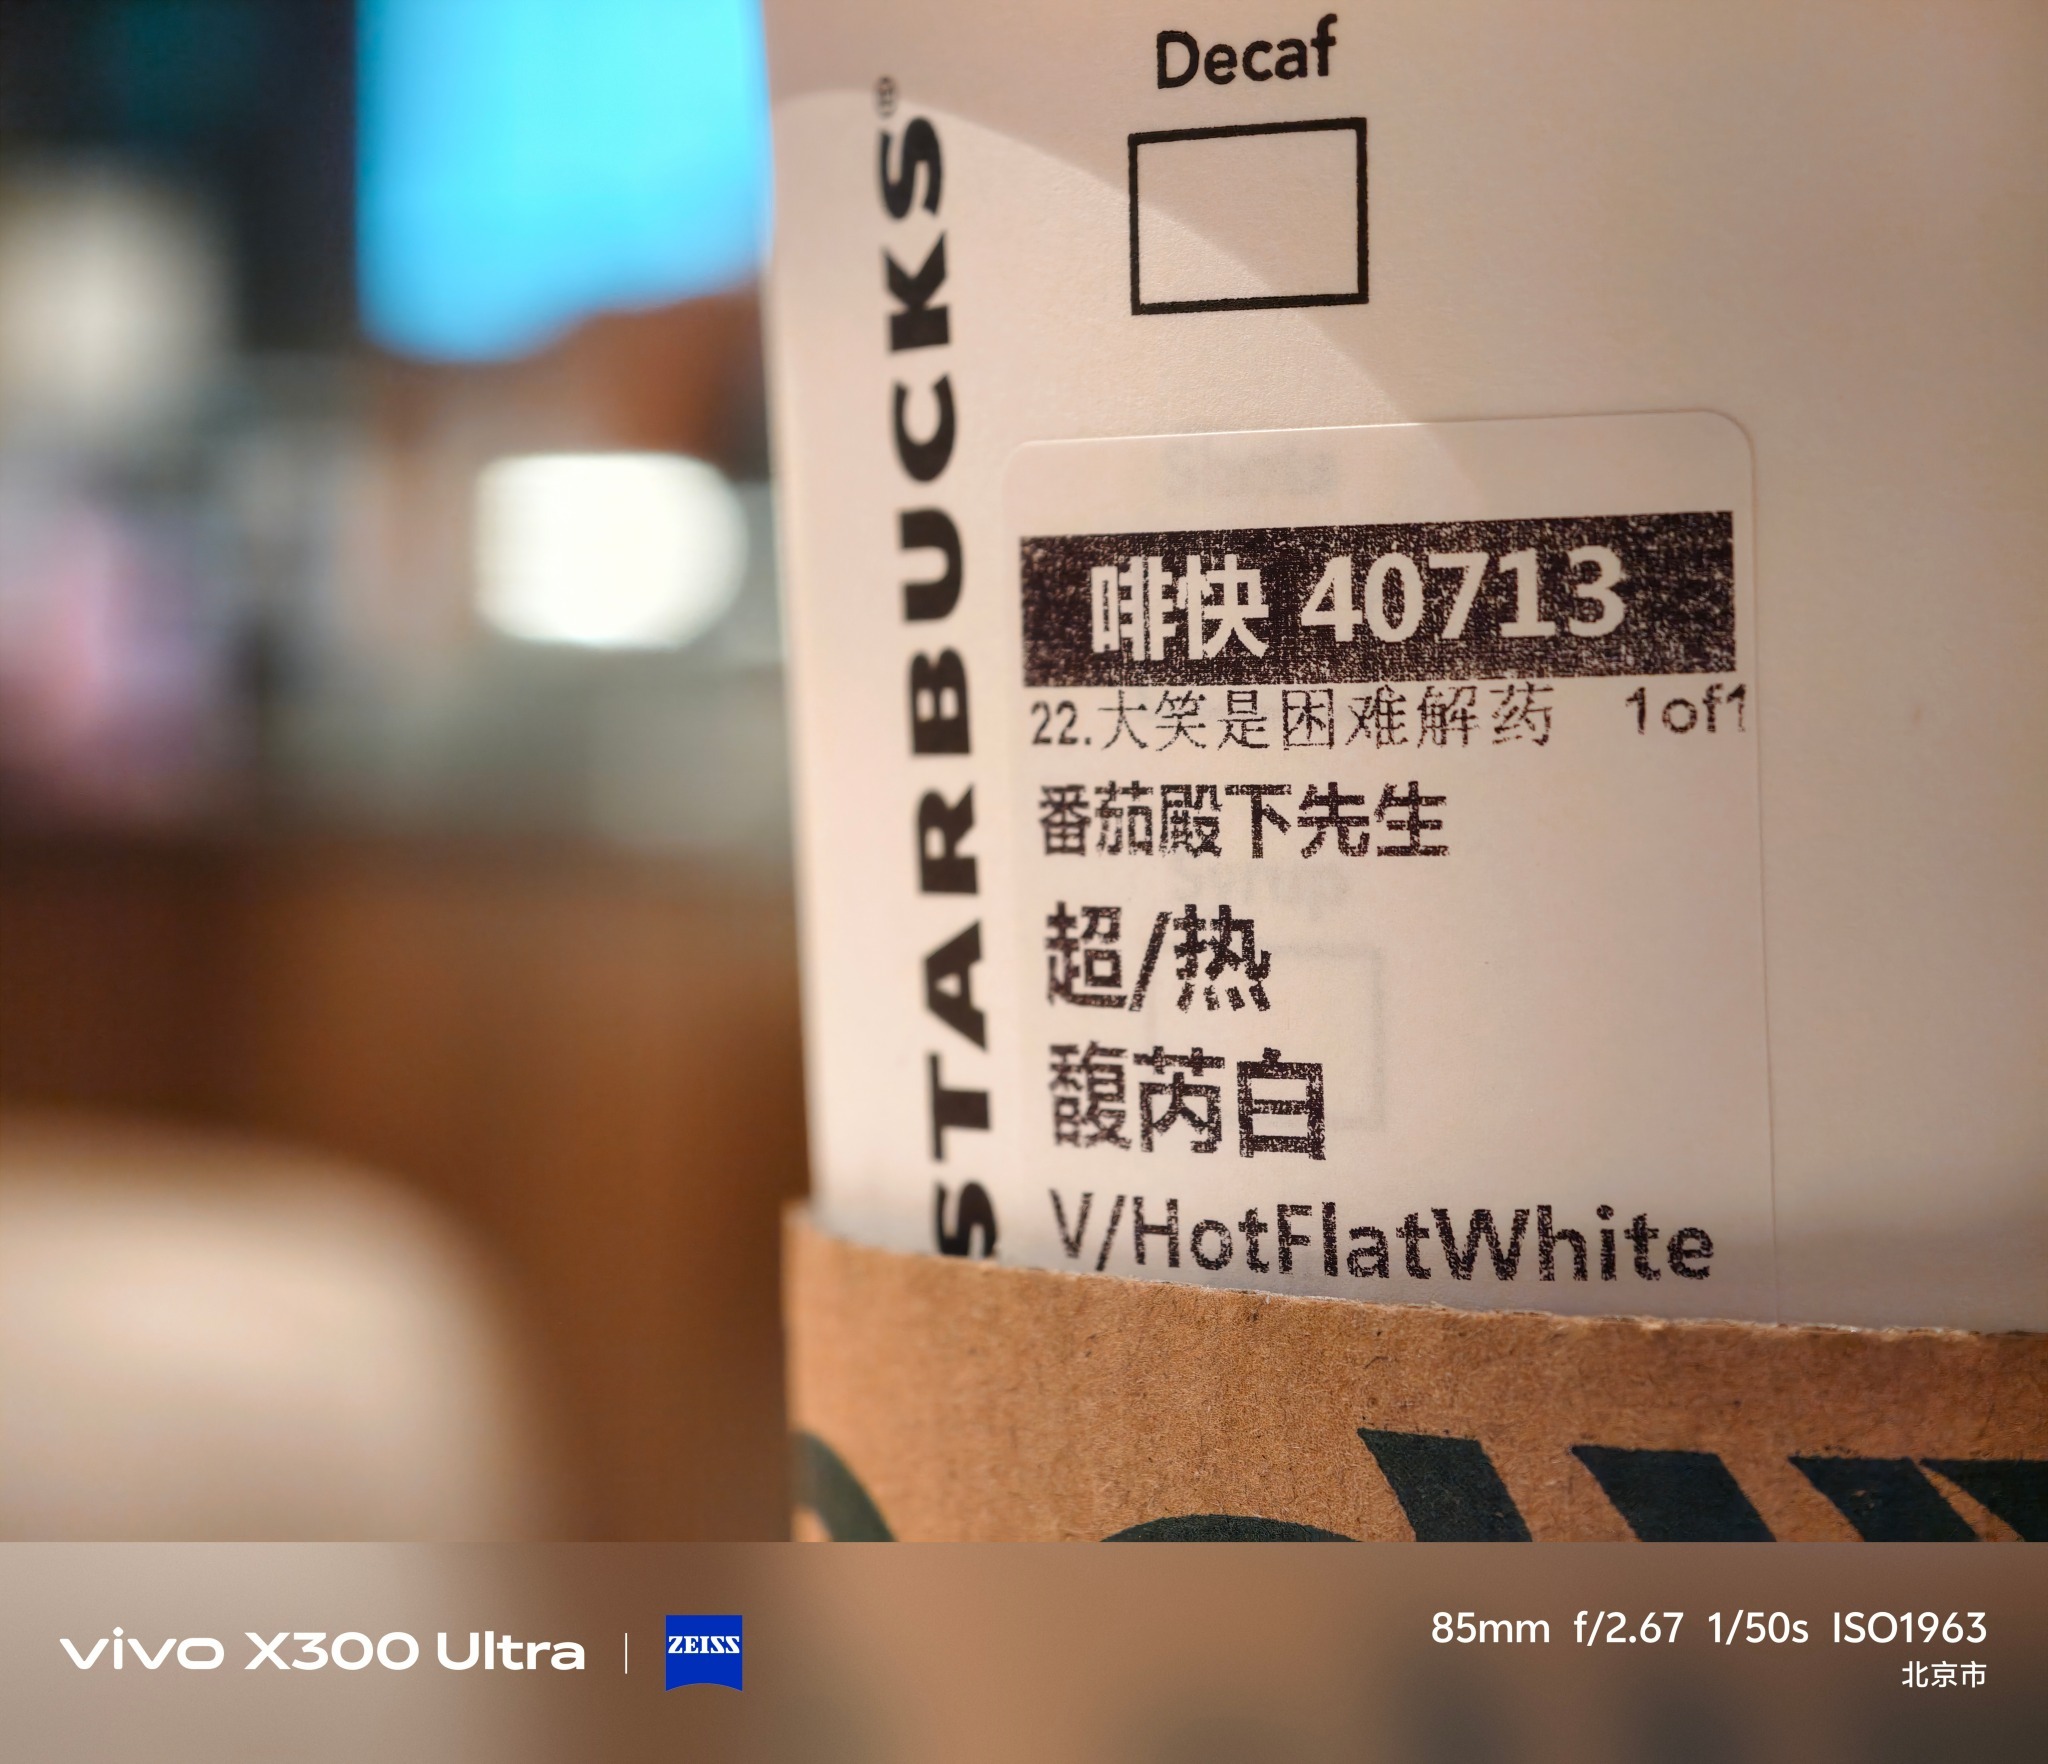 Decaf
STARBUCKS®
啡快 40713
22.大笑是困难解药 1of1
番茄殿下先生
超/热
馥芮白
V/HotFlatWhite
vivo X300 Ultra
ZEISS
85mm f/2.67 1/50s ISO1963
北京市